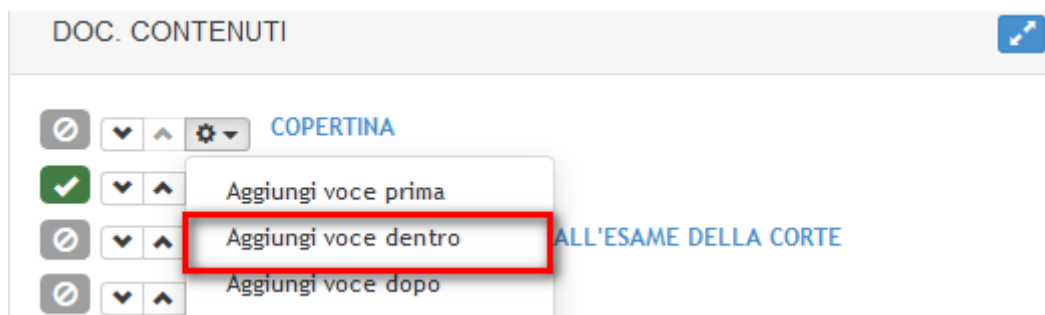 DOC. CONTENUTI
COPERTINA
Aggiungi voce prima
Aggiungi voce dentro
ALL'ESAME DELLA CORTE
Aggiungi voce dopo